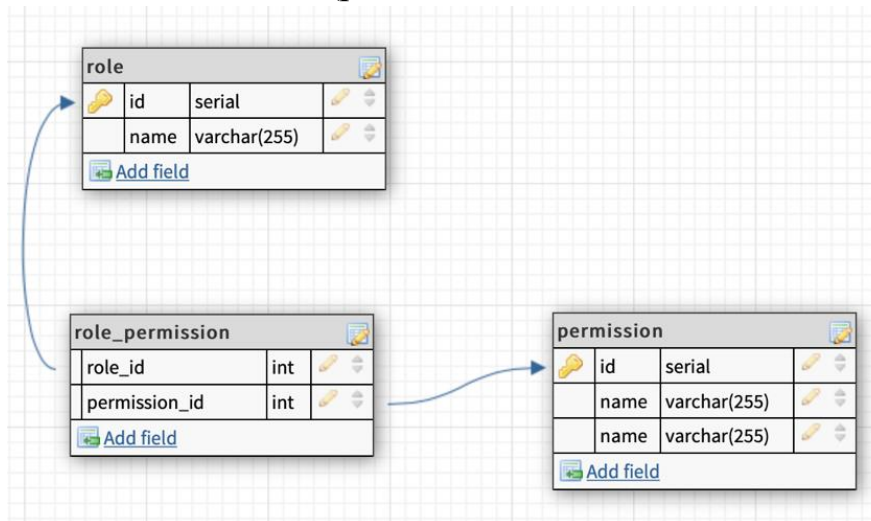 role
id serial
name varchar(255)
Add field
role_permission
role_id int
permission_id int
Add field
permission
id serial
name varchar(255)
name varchar(255)
Add field